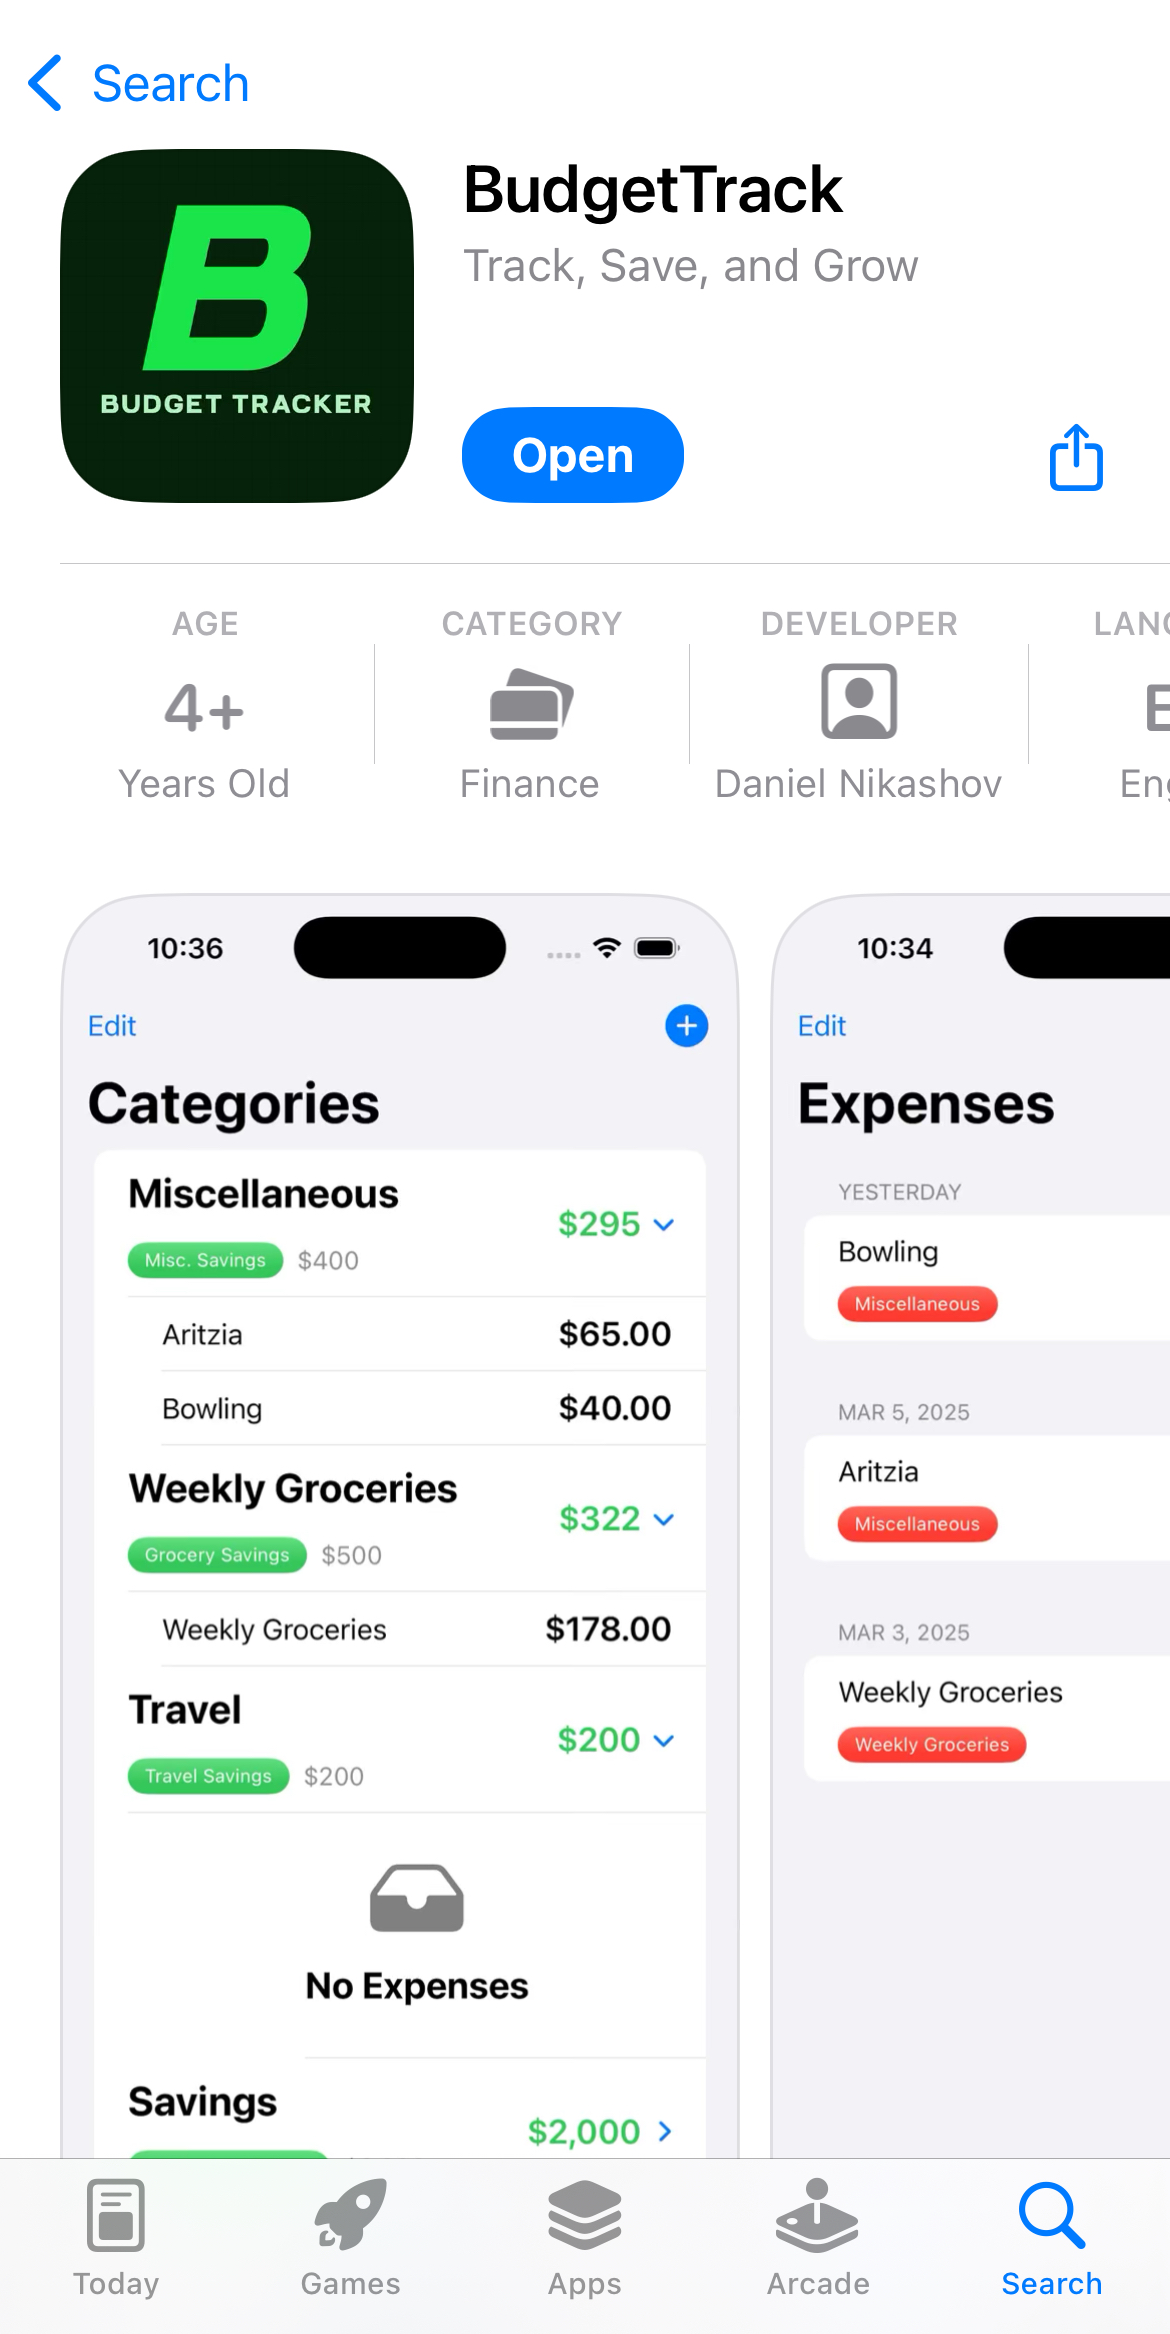 Search
B
BUDGET TRACKER
BudgetTrack
Track, Save, and Grow
Open
AGE
4+
Years Old
CATEGORY
Finance
DEVELOPER
Daniel Nikashov
10:36
Edit
Categories
Miscellaneous
$295
Misc. Savings $400
Aritzia $65.00
Bowling $40.00
Weekly Groceries
$322
Grocery Savings $500
Weekly Groceries $178.00
Travel
$200
Travel Savings $200
No Expenses
Savings
$2,000
10:34
Edit
Expenses
YESTERDAY
Bowling
Miscellaneous
MAR 5, 2025
Aritzia
Miscellaneous
MAR 3, 2025
Weekly Groceries
Weekly Groceries
Today
Games
Apps
Arcade
Search